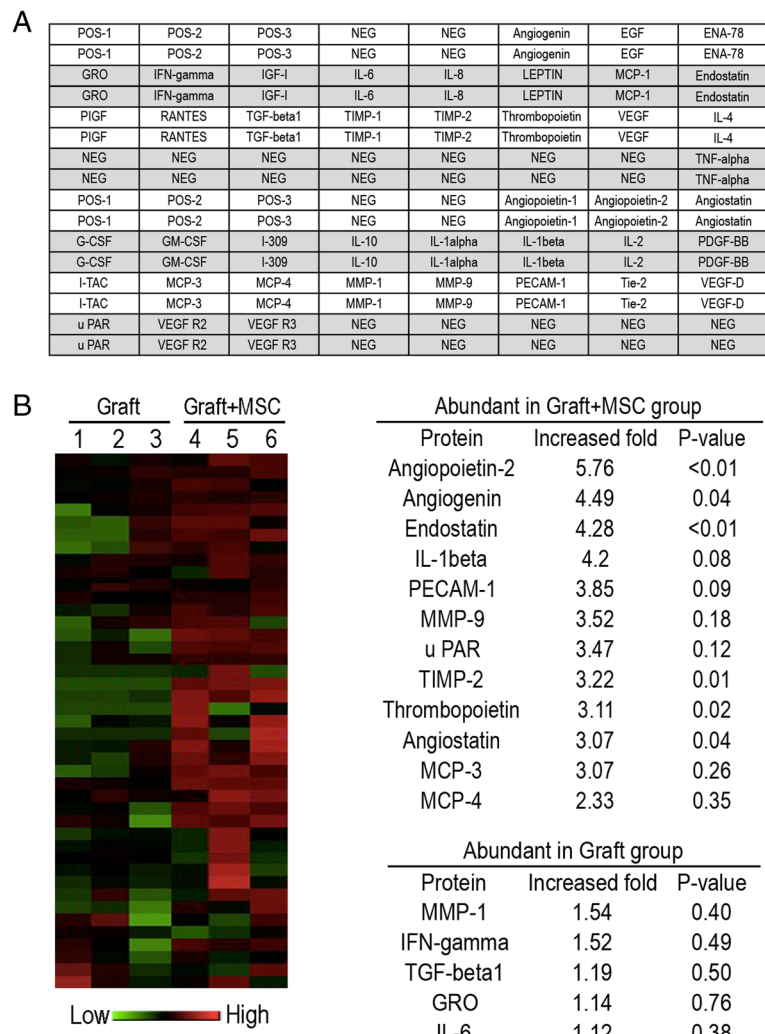 A
POS-1 POS-2 POS-3 NEG NEG Angiogenin EGF ENA-78
POS-1 POS-2 POS-3 NEG NEG Angiogenin EGF ENA-78
GRO IFN-gamma IGF-I IL-6 IL-8 LEPTIN MCP-1 Endostatin
GRO IFN-gamma IGF-I IL-6 IL-8 LEPTIN MCP-1 Endostatin
PIGF RANTES TGF-beta1 TIMP-1 TIMP-2 Thrombopoietin VEGF IL-4
PIGF RANTES TGF-beta1 TIMP-1 TIMP-2 Thrombopoietin VEGF IL-4
NEG NEG NEG NEG NEG NEG NEG TNF-alpha
NEG NEG NEG NEG NEG NEG NEG TNF-alpha
POS-1 POS-2 POS-3 NEG NEG Angiopoietin-1 Angiopoietin-2 Angiostatin
POS-1 POS-2 POS-3 NEG NEG Angiopoietin-1 Angiopoietin-2 Angiostatin
G-CSF GM-CSF I-309 IL-10 IL-1alpha IL-1beta IL-2 PDGF-BB
G-CSF GM-CSF I-309 IL-10 IL-1alpha IL-1beta IL-2 PDGF-BB
I-TAC MCP-3 MCP-4 MMP-1 MMP-9 PECAM-1 Tie-2 VEGF-D
I-TAC MCP-3 MCP-4 MMP-1 MMP-9 PECAM-1 Tie-2 VEGF-D
u PAR VEGF R2 VEGF R3 NEG NEG NEG NEG NEG
u PAR VEGF R2 VEGF R3 NEG NEG NEG NEG NEG
B
Graft Graft+MSC
1 2 3 4 5 6
Low High
Abundant in Graft+MSC group
Protein Increased fold P-value
Angiopoietin-2 5.76 <0.01
Angiogenin 4.49 0.04
Endostatin 4.28 <0.01
IL-1beta 4.2 0.08
PECAM-1 3.85 0.09
MMP-9 3.52 0.18
u PAR 3.47 0.12
TIMP-2 3.22 0.01
Thrombopoietin 3.11 0.02
Angiostatin 3.07 0.04
MCP-3 3.07 0.26
MCP-4 2.33 0.35
Abundant in Graft group
Protein Increased fold P-value
MMP-1 1.54 0.40
IFN-gamma 1.52 0.49
TGF-beta1 1.19 0.50
GRO 1.14 0.76
IL-6 1.12 0.38